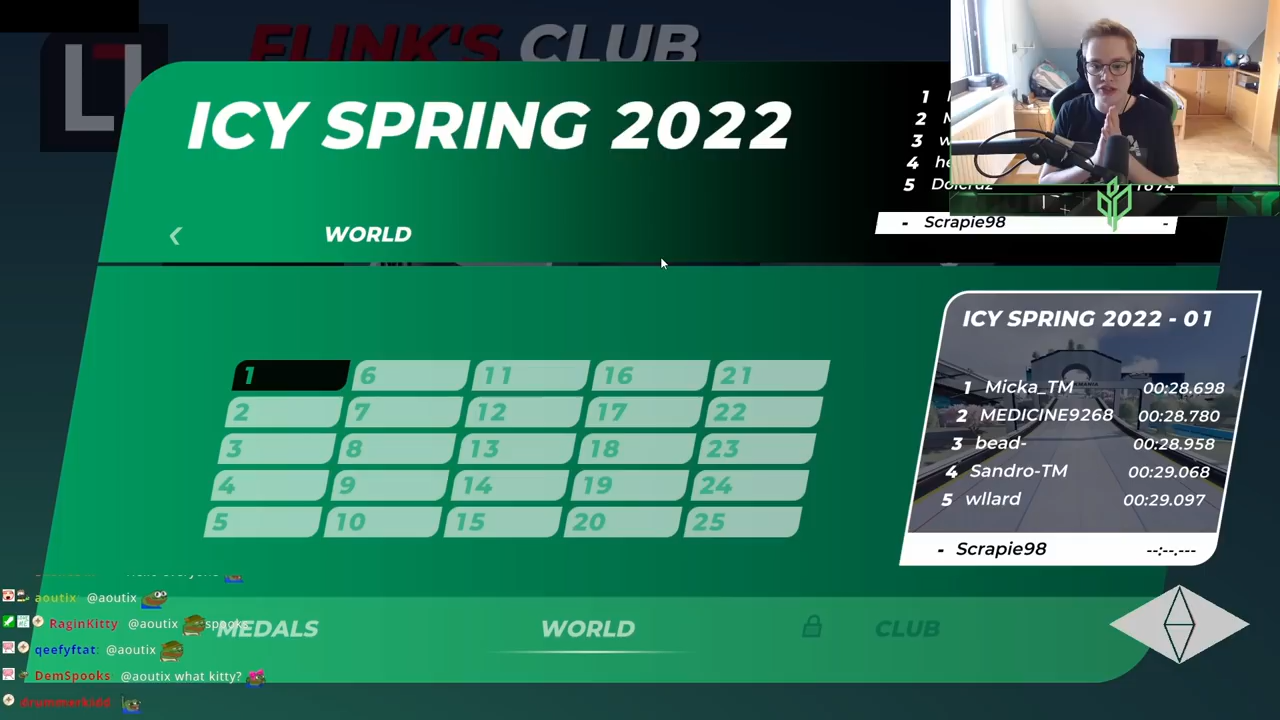 FLINK'S CLUB
ICY SPRING 2022
1
2
3 w
4 he
5
1674
- Scrapie98 -
WORLD
ICY SPRING 2022 - 01
1 Micka_TM 00:28.698
2 MEDICINE9268 00:28.780
3 bead- 00:28.958
4 Sandro-TM 00:29.068
5 wllard 00:29.097
- Scrapie98 --:--.---
1 6 11 16 21
2 7 12 17 22
3 8 13 18 23
4 9 14 19 24
5 10 15 20 25
MEDALS WORLD CLUB
aoutix @aoutix
RaginKitty @aoutix spooks
qeefyftat: @aoutix
DemSpooks: @aoutix what kitty?
drummerkidd